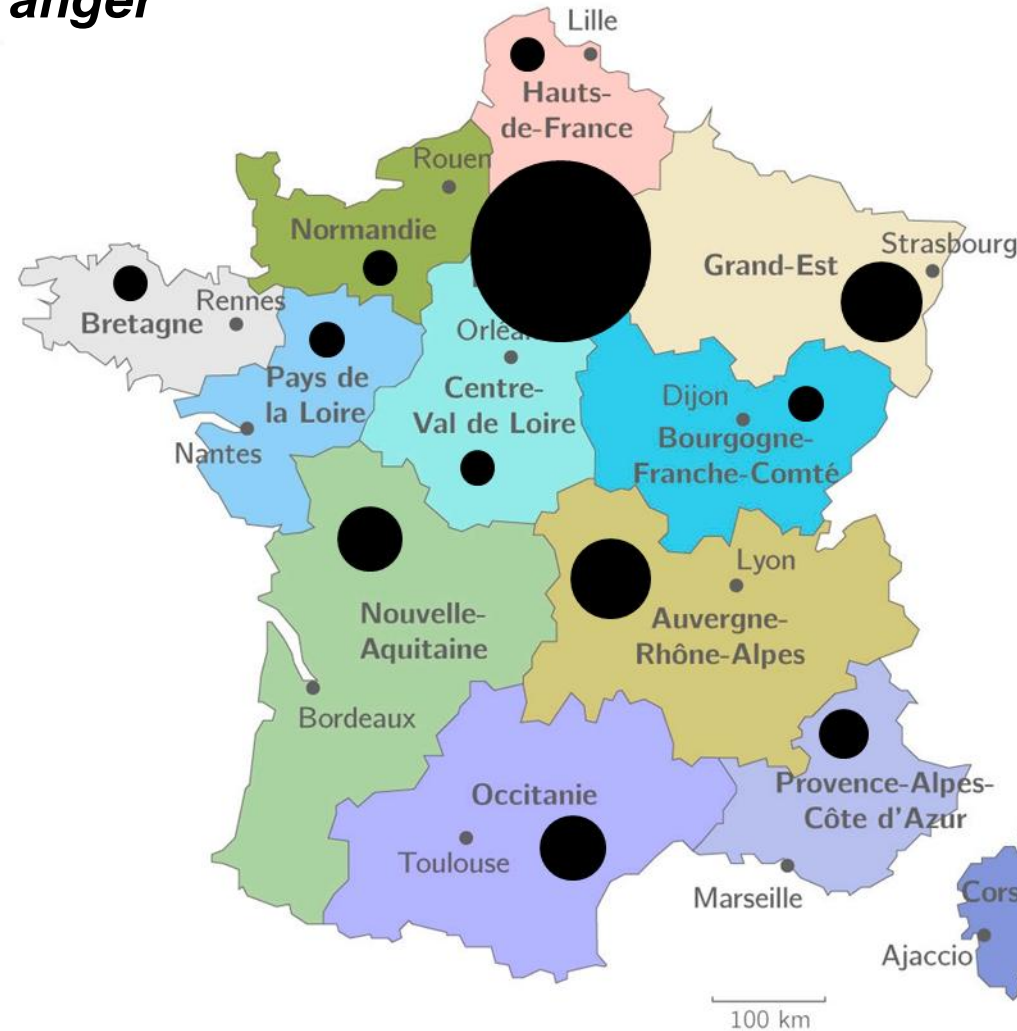 anger
Lille
Hauts-
de-France
Rouen
Normandie
Strasbourg
Grand-Est
Rennes
Bretagne
Pays de
la Loire
Centre-
Val de Loire
Dijon
Bourgogne-
Franche-Comté
Nantes
Lyon
Auvergne-
Rhône-Alpes
Nouvelle-
Aquitaine
Bordeaux
Occitanie
Toulouse
Provence-Alpes-
Côte d'Azur
Marseille
Cors
Ajaccio
100 km